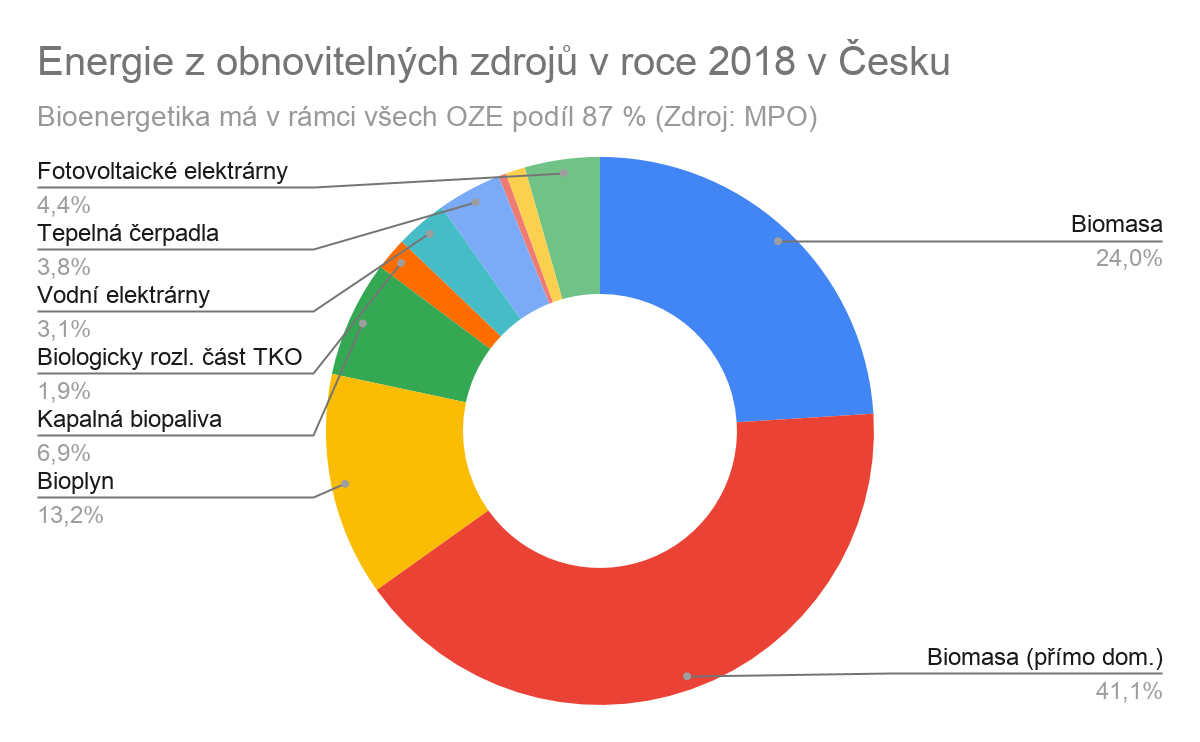 Energie z obnovitelných zdrojů v roce 2018 v Česku
Bioenergetika má v rámci všech OZE podíl 87 % (Zdroj: MPO)
Fotovoltaické elektrárny
4,4%
Tepelná čerpadla
3,8%
Vodní elektrárny
3,1%
Biologicky rozl. část TKO
1,9%
Kapalná biopaliva
6,9%
Bioplyn
13,2%
Biomasa
24,0%
Biomasa (přímo dom.)
41,1%